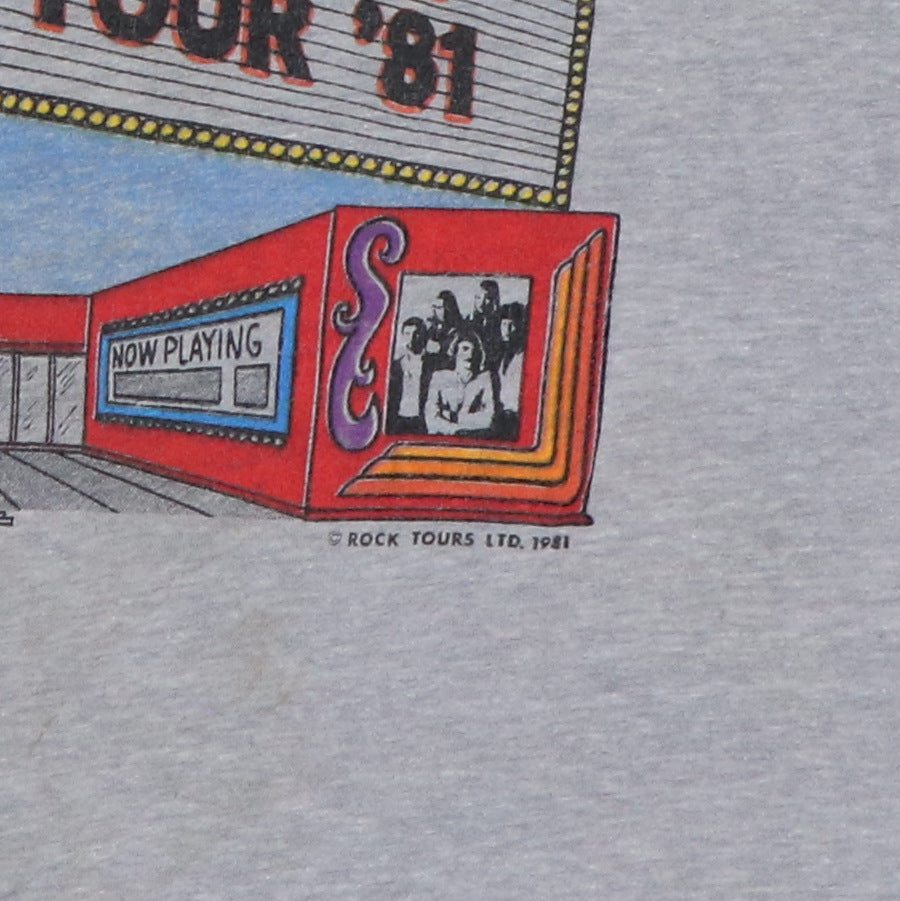 TOUR '81
NOW PLAYING
© ROCK TOURS LTD. 1981